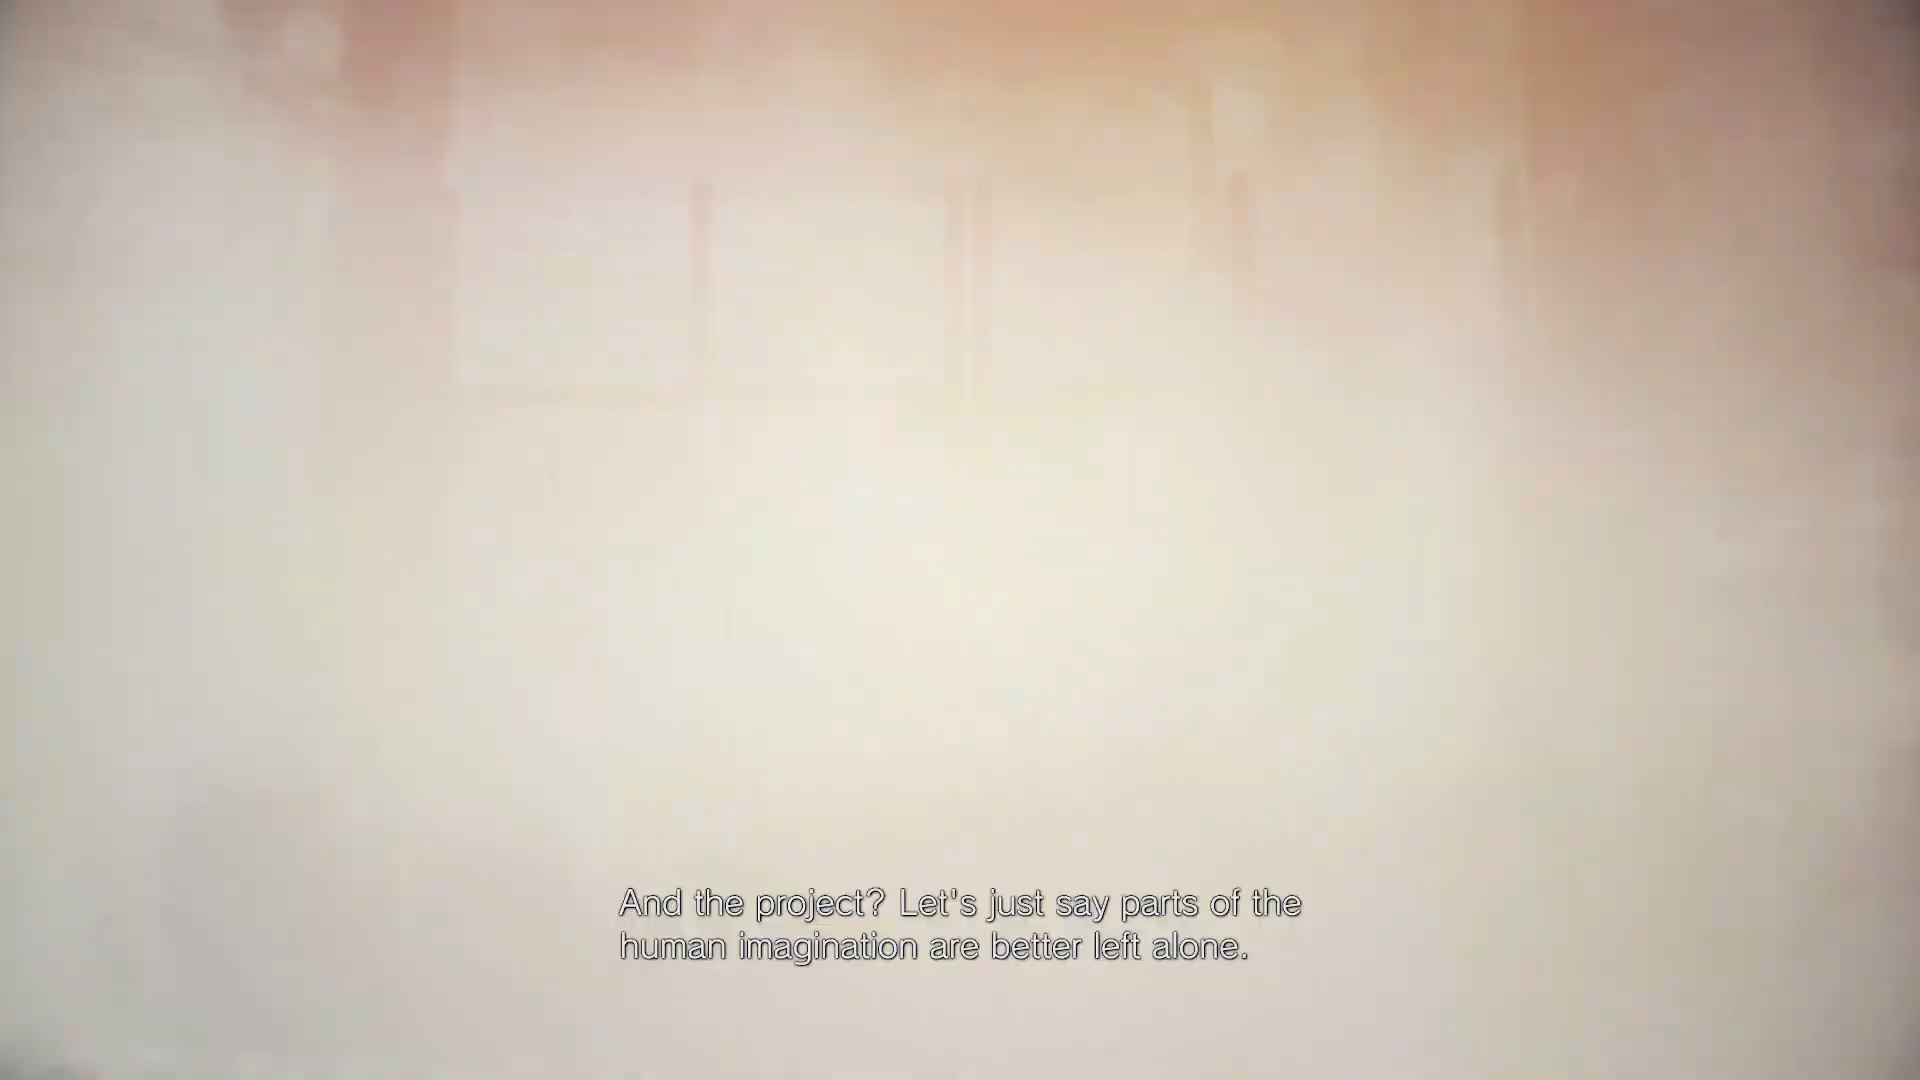 And the project? Let's just say parts of the
human imagination are better left alone.